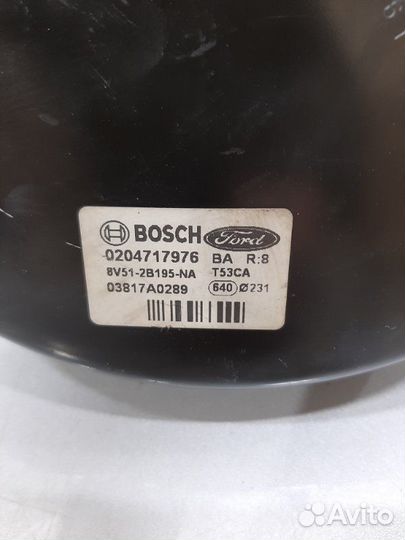 BOSCH Ford
0204717976 BA R:8
8V51-2B195-NA T53CA
03817A0289 640 Ø231
Avito